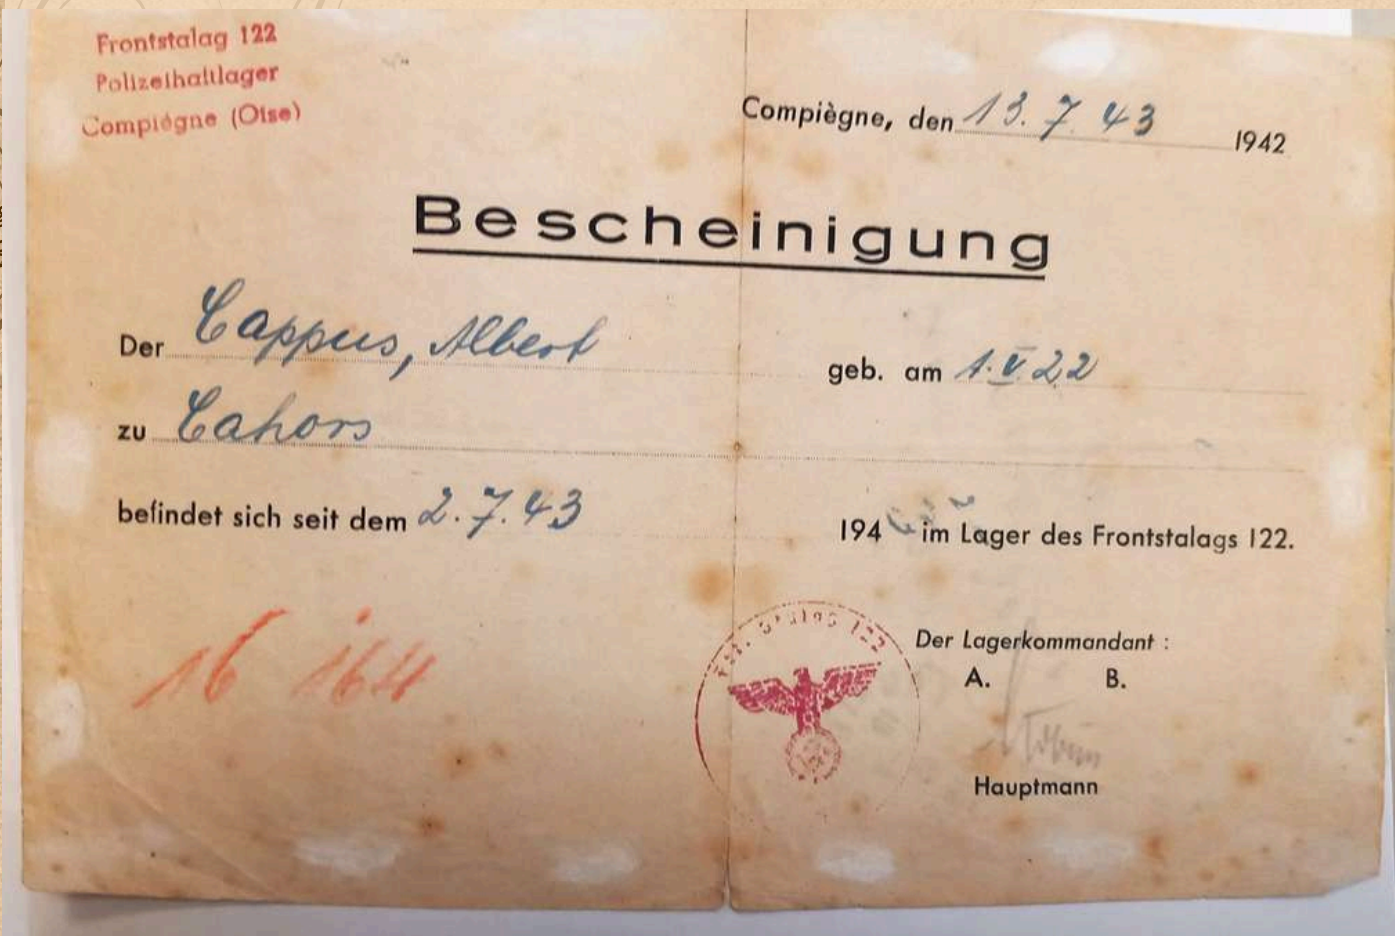 Frontstalag 122
Polizeihaftlager
Compiègne (Oise)
Compiègne, den 13. 7. 43 1942
Bescheinigung
Der Cappus, Albert geb. am 1. V 22
zu Cahors
befindet sich seit dem 2. 7. 43 194 im Lager des Frontstalags 122.
16 164
122
Der Lagerkommandant :
A. B.
Hauptmann